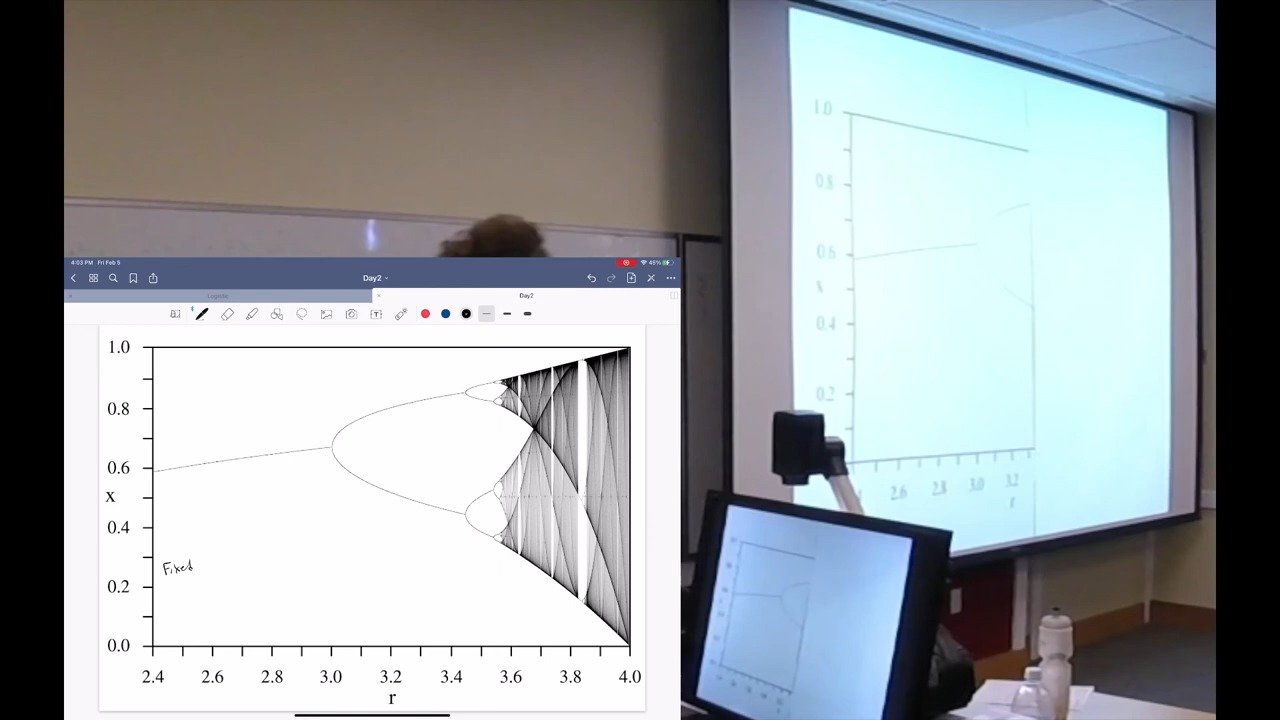 4:03 PM Fri Feb 5
45%
Day2
Logistic
Day2
T
1.0
0.8
0.6
x
0.4
Fixed
0.2
0.0
2.4 2.6 2.8 3.0 3.2 3.4 3.6 3.8 4.0
r
1.0
0.8
0.6
x
0.4
0.2
2.6 2.8 3.0 3.2
r